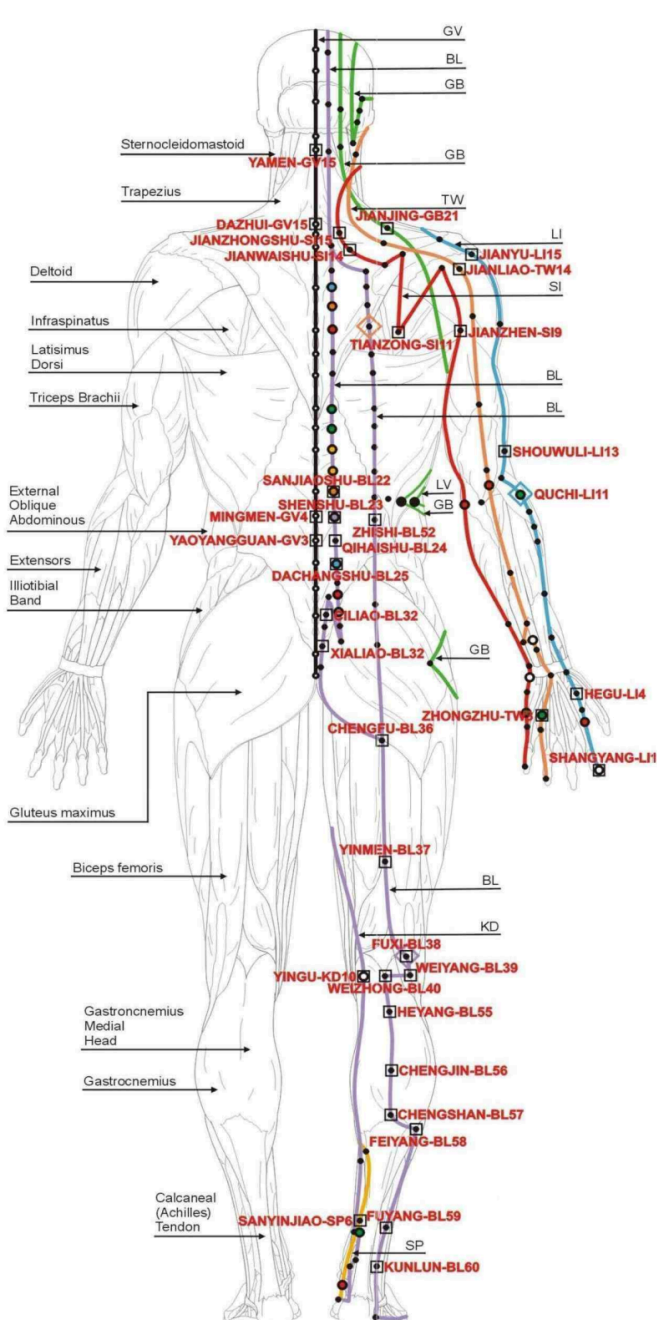 GV
BL
GB
Sternocleidomastoid
YAMEN-GV15
GB
Trapezius
TW
DAZHUI-GV15
JIANJING-GB21
JIANZHONGSHU-SI15
LI
JIANWAISHU-SI14
JIANYU-LI15
JIANLIAO-TW14
Deltoid
SI
Infraspinatus
TIANZONG-SI11
JIANZHEN-SI9
Latisimus
Dorsi
BL
Triceps Brachii
BL
SHOUWULI-LI13
SANJIAOSHU-BL22
LV
QUCHI-LI11
External
Oblique
Abdominous
SHENSHU-BL23
GB
MINGMEN-GV4
ZHISHI-BL52
YAOYANGGUAN-GV3
QIHAISHU-BL24
Extensors
DACHANGSHU-BL25
Illiotibial
Band
CILIAO-BL32
XIALIAO-BL32
GB
HEGU-LI4
ZHONGZHU-TW3
CHENGFU-BL36
SHANGYANG-LI1
Gluteus maximus
YINMEN-BL37
Biceps femoris
BL
KD
FUXI-BL38
WEIYANG-BL39
YINGU-KD10
WEIZHONG-BL40
HEYANG-BL55
Gastroncnemius
Medial
Head
CHENGJIN-BL56
Gastrocnemius
CHENGSHAN-BL57
FEIYANG-BL58
Calcaneal
(Achilles)
Tendon
SANYINJIAO-SP6
FUYANG-BL59
SP
KUNLUN-BL60